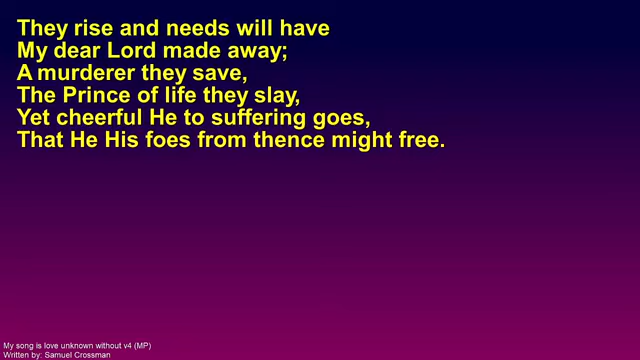 They rise and needs will have
My dear Lord made away;
A murderer they save,
The Prince of life they slay,
Yet cheerful He to suffering goes,
That He His foes from thence might free.
My song is love unknown without v4 (MP)
Written by: Samuel Crossman